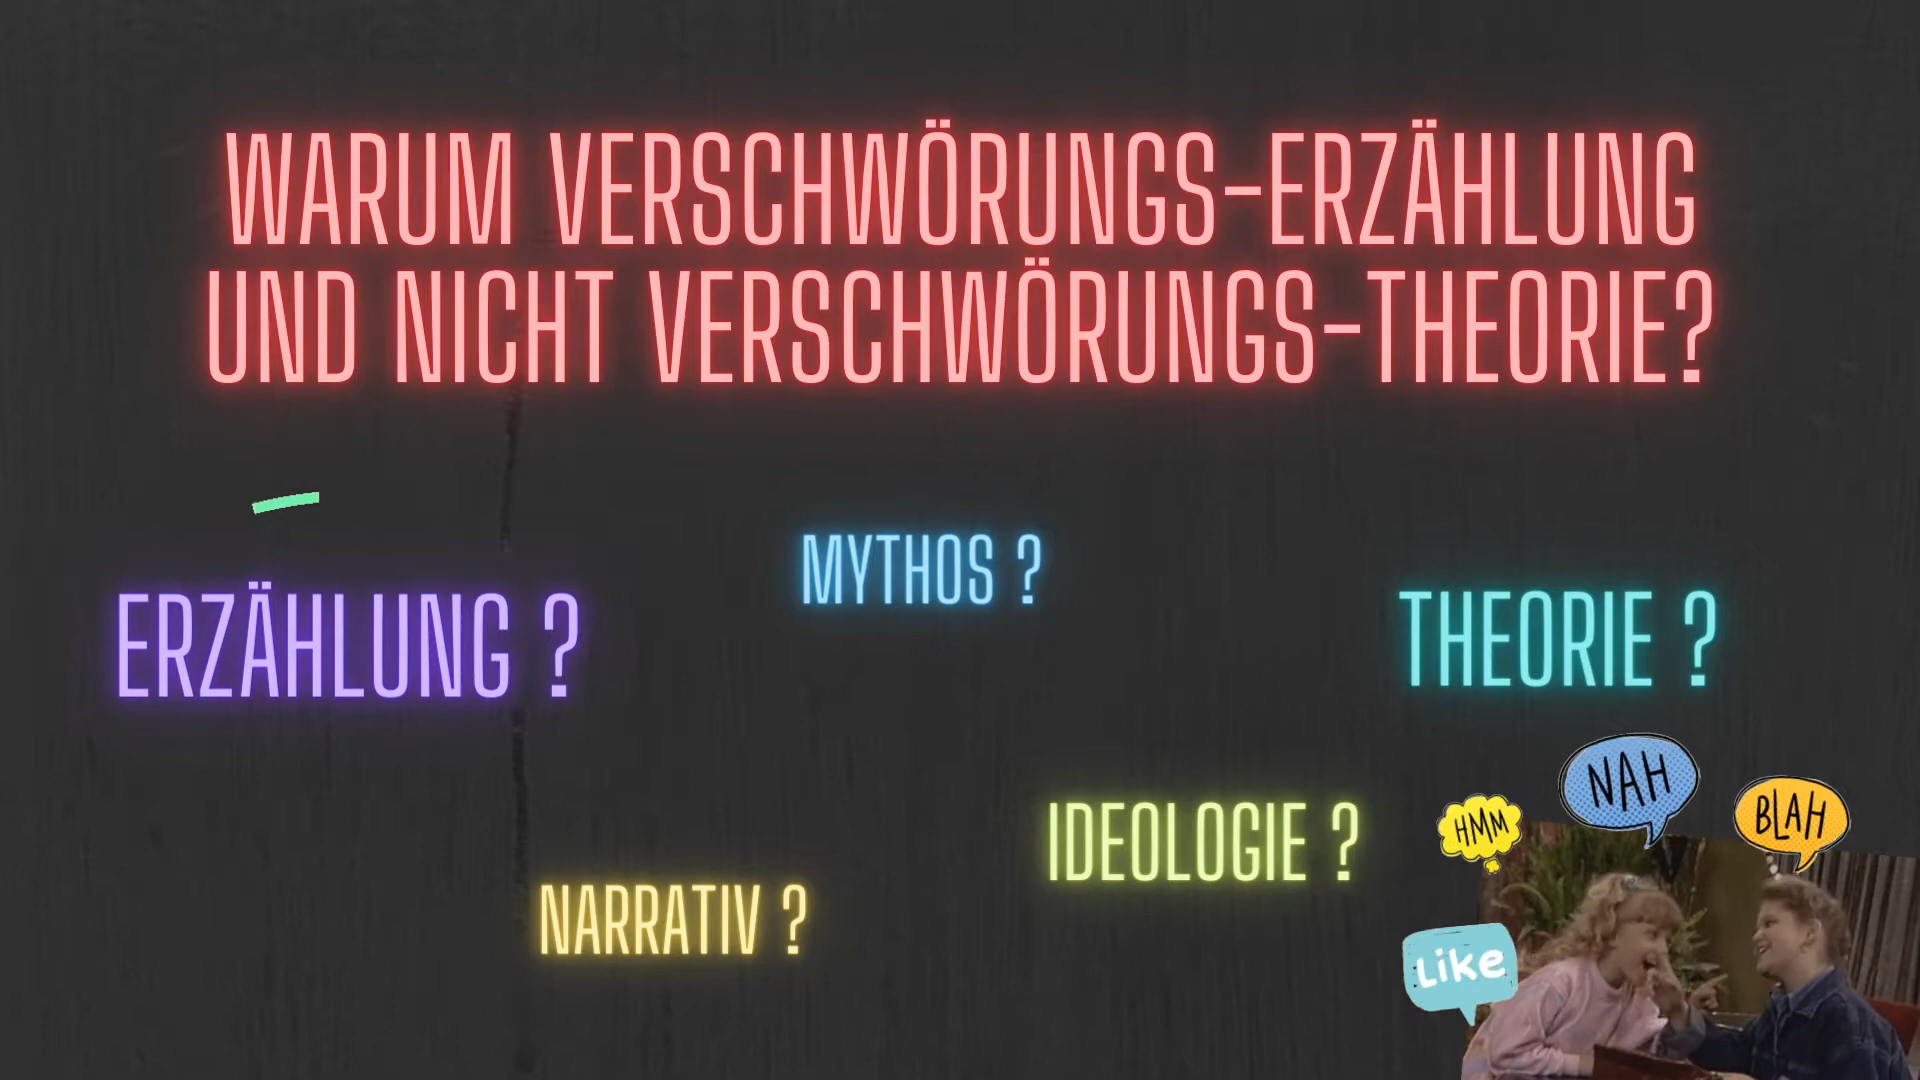 WARUM VERSCHWÖRUNGS-ERZÄHLUNG
UND NICHT VERSCHWÖRUNGS-THEORIE?
MYTHOS ?
ERZÄHLUNG ?
THEORIE ?
NAH
HMM
BLAH
IDEOLOGIE ?
NARRATIV ?
Like